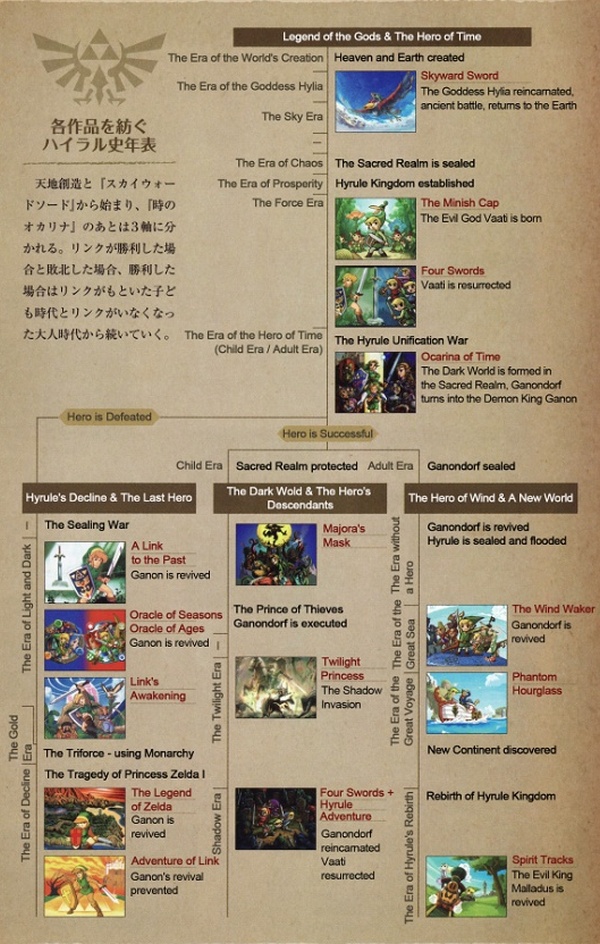 Legend of the Gods & The Hero of Time
各作品を紡ぐ
ハイラル史年表
天地創造と『スカイウォー
ドソード』から始まり、『時の
オカリナ』のあとは3軸に分
かれる。リンクが勝利した場
合と敗北した場合、勝利した
場合はリンクがもといた子ど
も時代とリンクがいなくなっ
た大人時代から続いていく。
The Era of the World's Creation
Heaven and Earth created
The Era of the Goddess Hylia
Skyward Sword
The Goddess Hylia reincarnated,
ancient battle, returns to the Earth
The Sky Era
The Era of Chaos
The Sacred Realm is sealed
The Era of Prosperity
Hyrule Kingdom established
The Force Era
The Minish Cap
The Evil God Vaati is born
Four Swords
Vaati is resurrected
The Era of the Hero of Time
(Child Era / Adult Era)
The Hyrule Unification War
Ocarina of Time
The Dark World is formed in
the Sacred Realm, Ganondorf
turns into the Demon King Ganon
Hero is Defeated
Hero is Successful
Child Era
Sacred Realm protected
Adult Era
Ganondorf sealed
Hyrule's Decline & The Last Hero
The Sealing War
The Era of Light and Dark
A Link
to the Past
Ganon is revived
Oracle of Seasons
Oracle of Ages
Ganon is revived
Link's
Awakening
The Gold
Era
The Triforce - using Monarchy
The Tragedy of Princess Zelda I
The Era of Decline
The Legend
of Zelda
Ganon is
revived
Adventure of Link
Ganon's revival
prevented
The Dark Wold & The Hero's
Descendants
Majora's
Mask
The Prince of Thieves
Ganondorf is executed
The Twilight Era
Twilight
Princess
The Shadow
Invasion
Shadow Era
Four Swords +
Hyrule
Adventure
Ganondorf
reincarnated
Vaati
resurrected
The Hero of Wind & A New World
The Era without
a Hero
Ganondorf is revived
Hyrule is sealed and flooded
The Era of the
Great Sea
The Wind Waker
Ganondorf is
revived
The Era of the
Great Voyage
Phantom
Hourglass
New Continent discovered
The Era of Hyrule's Rebirth
Rebirth of Hyrule Kingdom
Spirit Tracks
The Evil King
Malladus is
revived